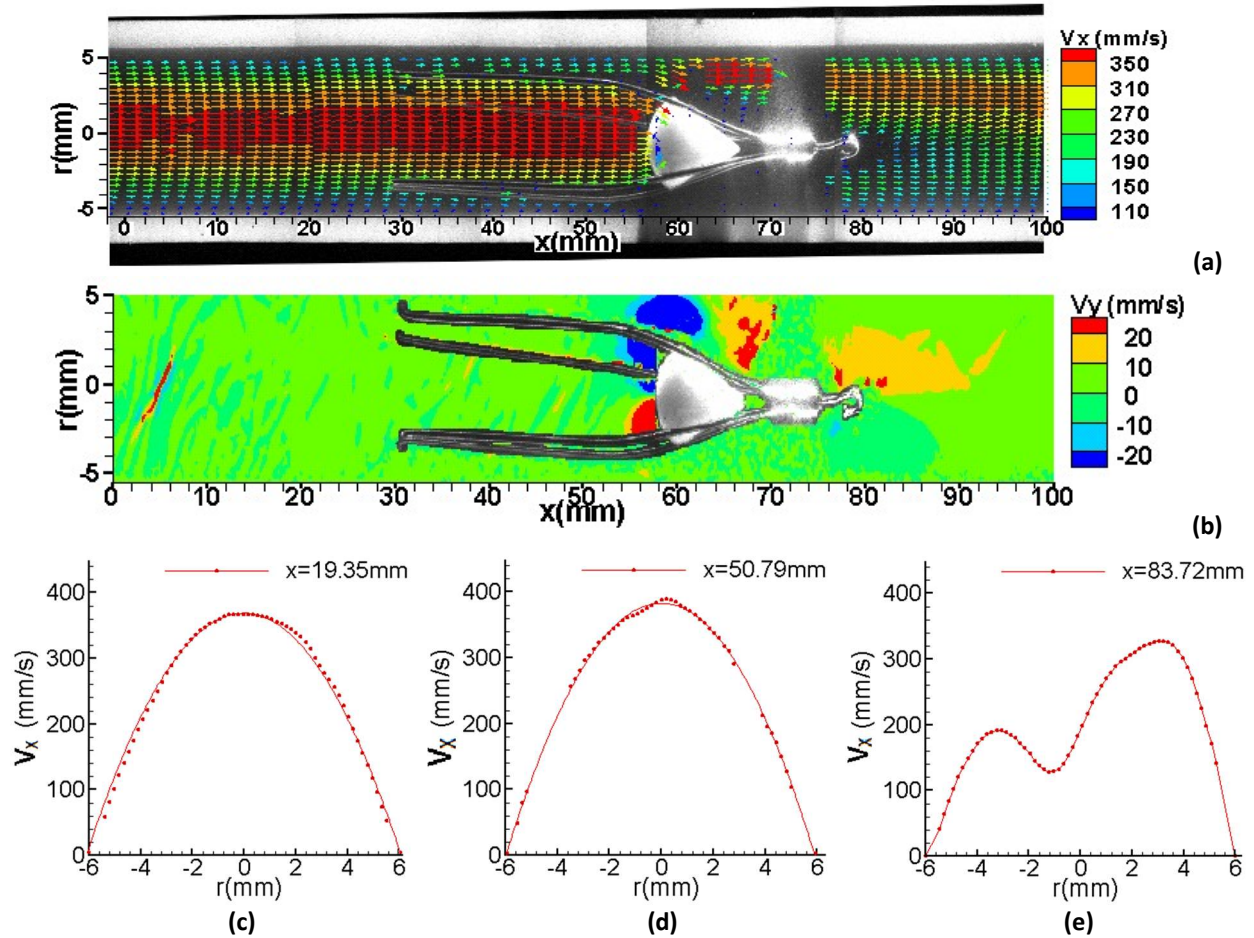 Vx (mm/s)
350
310
270
230
190
150
110
r(mm)
5
0
-5
0 10 20 30 40 50 60 70 80 90 100
x(mm)
(a)
Vy (mm/s)
20
10
0
-10
-20
r(mm)
5
0
-5
0 10 20 30 40 50 60 70 80 90 100
x(mm)
(b)
x=19.35mm
Vx (mm/s)
400
300
200
100
0
-6 -4 -2 0 2 4 6
r(mm)
(c)
x=50.79mm
Vx (mm/s)
400
300
200
100
0
-6 -4 -2 0 2 4 6
r(mm)
(d)
x=83.72mm
Vx (mm/s)
400
300
200
100
0
-6 -4 -2 0 2 4 6
r(mm)
(e)